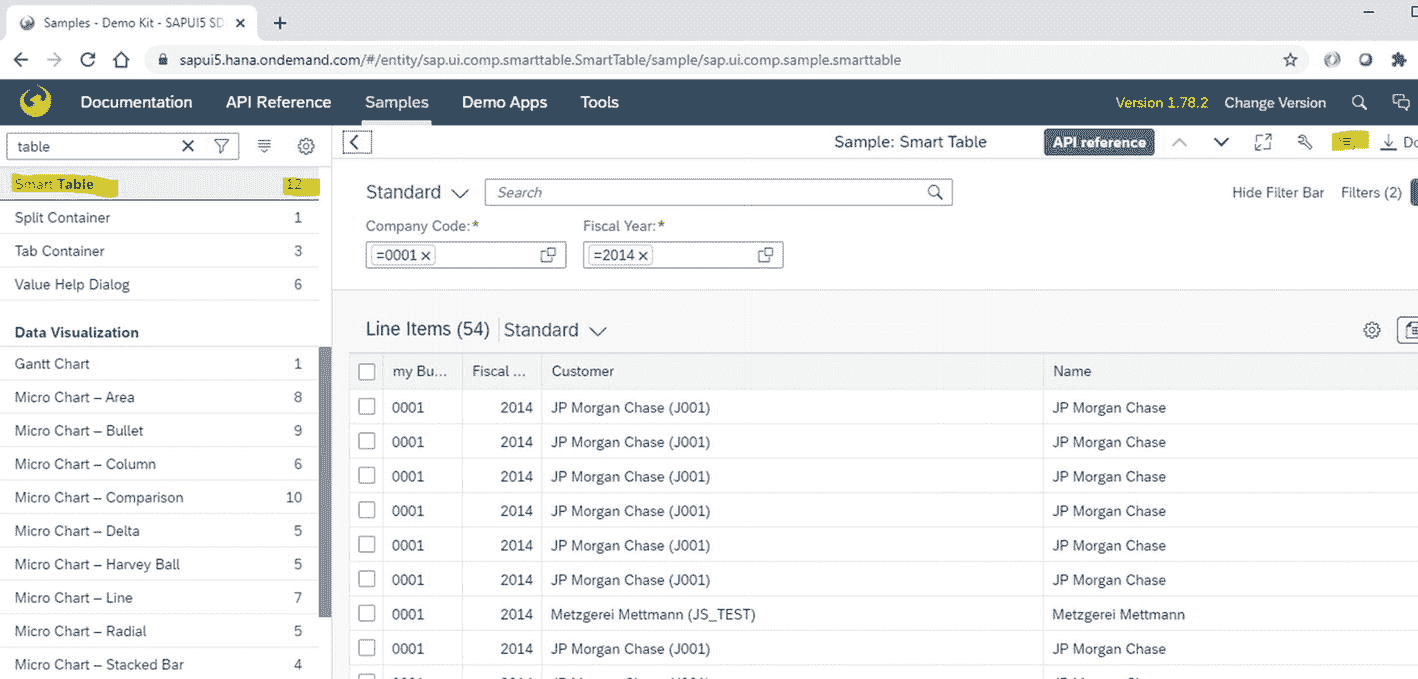 Samples - Demo Kit - SAPUI5 SD
sapui5.hana.ondemand.com/#/entity/sap.ui.comp.smarttable.SmartTable/sample/sap.ui.comp.sample.smarttable
Documentation API Reference Samples Demo Apps Tools Version 1.78.2 Change Version
table Sample: Smart Table API reference Do
Smart Table 12
Split Container 1
Tab Container 3
Value Help Dialog 6
Data Visualization
Gantt Chart 1
Micro Chart – Area 8
Micro Chart – Bullet 9
Micro Chart – Column 6
Micro Chart – Comparison 10
Micro Chart – Delta 5
Micro Chart – Harvey Ball 5
Micro Chart – Line 7
Micro Chart – Radial 5
Micro Chart – Stacked Bar 4
Standard Search Hide Filter Bar Filters (2)
Company Code:* Fiscal Year:*
=0001 =2014
Line Items (54) Standard
my Bu... Fiscal ... Customer Name
0001 2014 JP Morgan Chase (J001) JP Morgan Chase
0001 2014 JP Morgan Chase (J001) JP Morgan Chase
0001 2014 JP Morgan Chase (J001) JP Morgan Chase
0001 2014 JP Morgan Chase (J001) JP Morgan Chase
0001 2014 JP Morgan Chase (J001) JP Morgan Chase
0001 2014 JP Morgan Chase (J001) JP Morgan Chase
0001 2014 Metzgerei Mettmann (JS_TEST) Metzgerei Mettmann
0001 2014 JP Morgan Chase (J001) JP Morgan Chase